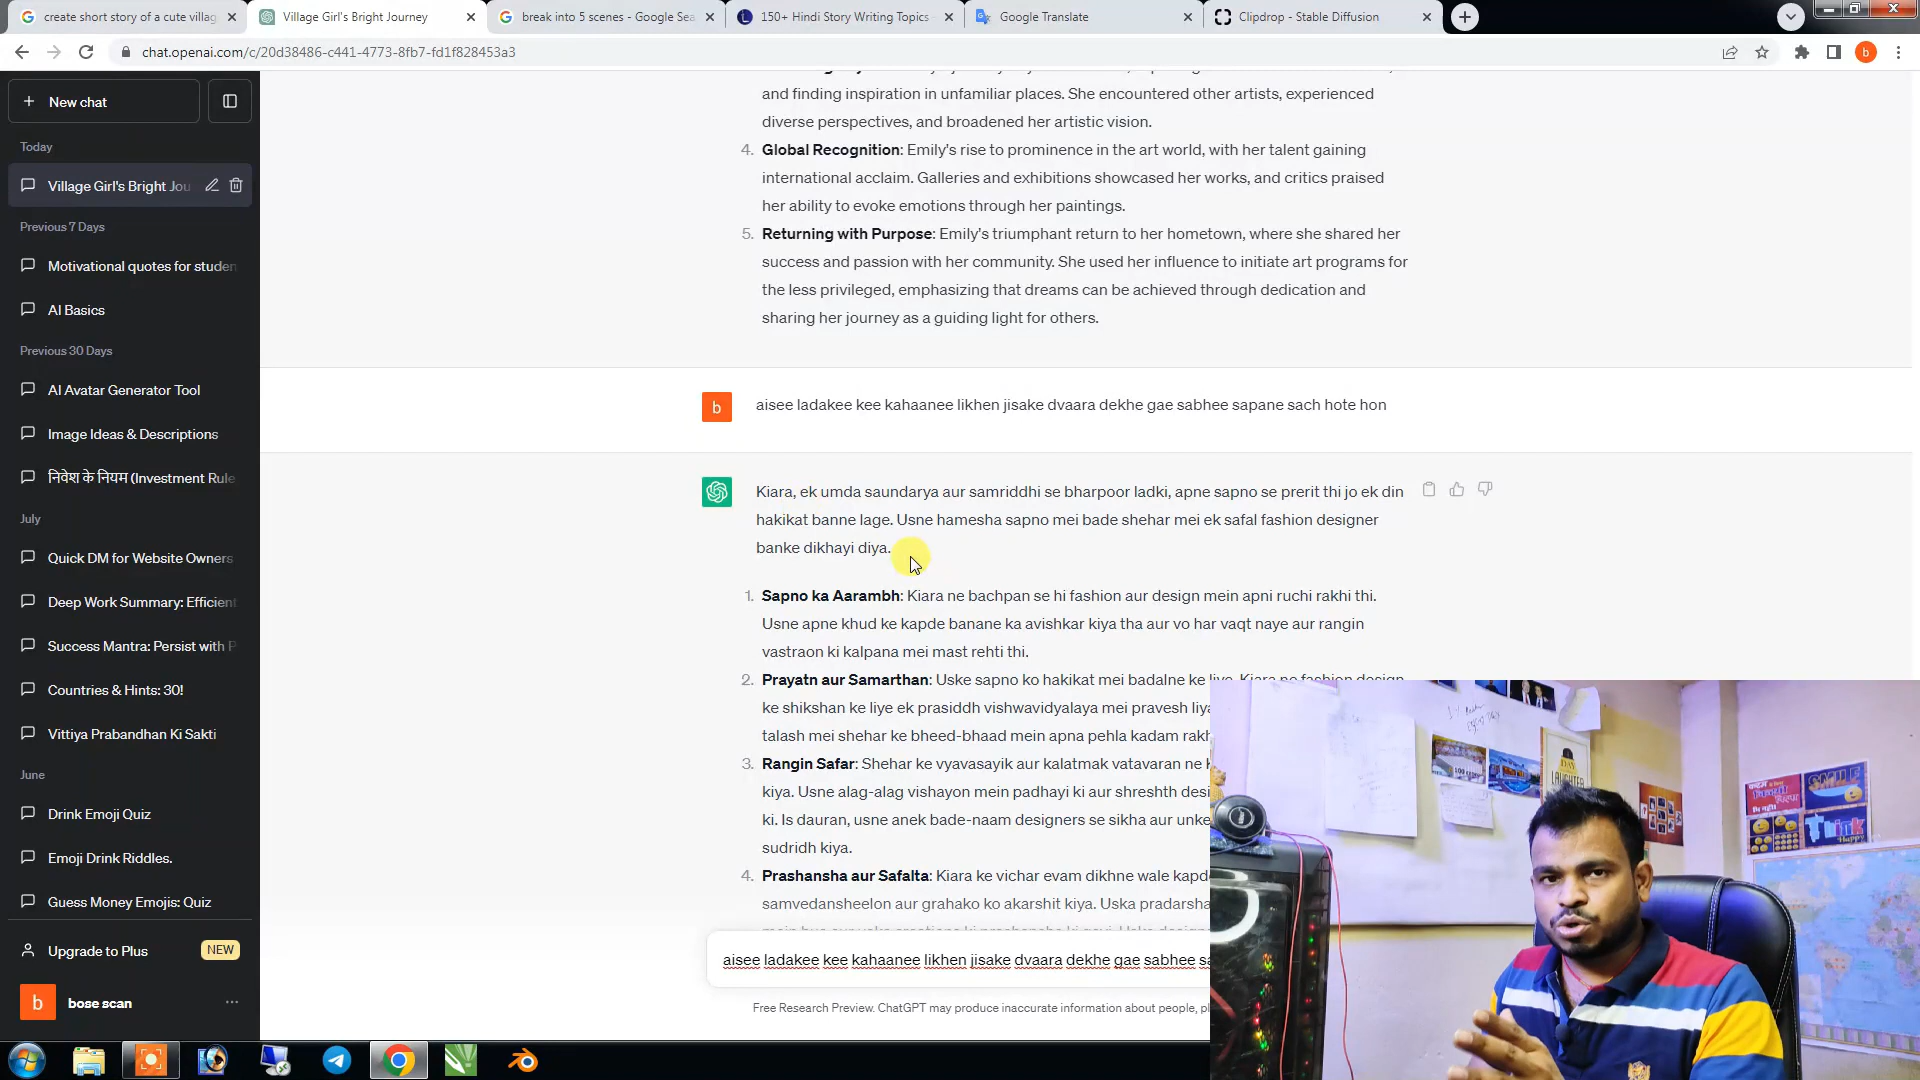 create short story of a cute villag
Village Girl's Bright Journey
break into 5 scenes - Google Sea
150+ Hindi Story Writing Topics
Google Translate
Clipdrop - Stable Diffusion
chat.openai.com/c/20d38486-c441-4773-8fb7-fd1f828453a3
b
New chat
Today
Village Girl's Bright Jou
Previous 7 Days
Motivational quotes for studen
AI Basics
Previous 30 Days
AI Avatar Generator Tool
Image Ideas & Descriptions
निवेश के नियम (Investment Rule
July
Quick DM for Website Owners
Deep Work Summary: Efficient
Success Mantra: Persist with P
Countries & Hints: 30!
Vittiya Prabandhan Ki Sakti
June
Drink Emoji Quiz
Emoji Drink Riddles.
Guess Money Emojis: Quiz
Upgrade to Plus NEW
b bose scan
and finding inspiration in unfamiliar places. She encountered other artists, experienced
diverse perspectives, and broadened her artistic vision.
4. Global Recognition: Emily's rise to prominence in the art world, with her talent gaining
international acclaim. Galleries and exhibitions showcased her works, and critics praised
her ability to evoke emotions through her paintings.
5. Returning with Purpose: Emily's triumphant return to her hometown, where she shared her
success and passion with her community. She used her influence to initiate art programs for
the less privileged, emphasizing that dreams can be achieved through dedication and
sharing her journey as a guiding light for others.
b aisee ladakee kee kahaanee likhen jisake dvaara dekhe gae sabhee sapane sach hote hon
Kiara, ek umda saundarya aur samriddhi se bharpoor ladki, apne sapno se prerit thi jo ek din
hakikat banne lage. Usne hamesha sapno mei bade shehar mei ek safal fashion designer
banke dikhayi diya.
1. Sapno ka Aarambh: Kiara ne bachpan se hi fashion aur design mein apni ruchi rakhi thi.
Usne apne khud ke kapde banane ka avishkar kiya tha aur vo har vaqt naye aur rangin
vastraon ki kalpana mei mast rehti thi.
2. Prayatn aur Samarthan: Uske sapno ko hakikat mei badalne ke liye, Kiara ne fashion design
ke shikshan ke liye ek prasiddh vishwavidyalaya mei pravesh liya
talash mei shehar ke bheed-bhaad mein apna pehla kadam rakh
3. Rangin Safar: Shehar ke vyavasayik aur kalatmak vatavaran ne
kiya. Usne alag-alag vishayon mein padhayi ki aur shreshth desi
ki. Is dauran, usne anek bade-naam designers se sikha aur unke
sudridh kiya.
4. Prashansha aur Safalta: Kiara ke vichar evam dikhne wale kapd
samvedansheelon aur grahako ko akarshit kiya. Uska pradarsha
aisee ladakee kee kahaanee likhen jisake dvaara dekhe gae sabhee sa
Free Research Preview. ChatGPT may produce inaccurate information about people, pl
DAY
LAUGHTER
SMILE
Think
Happy